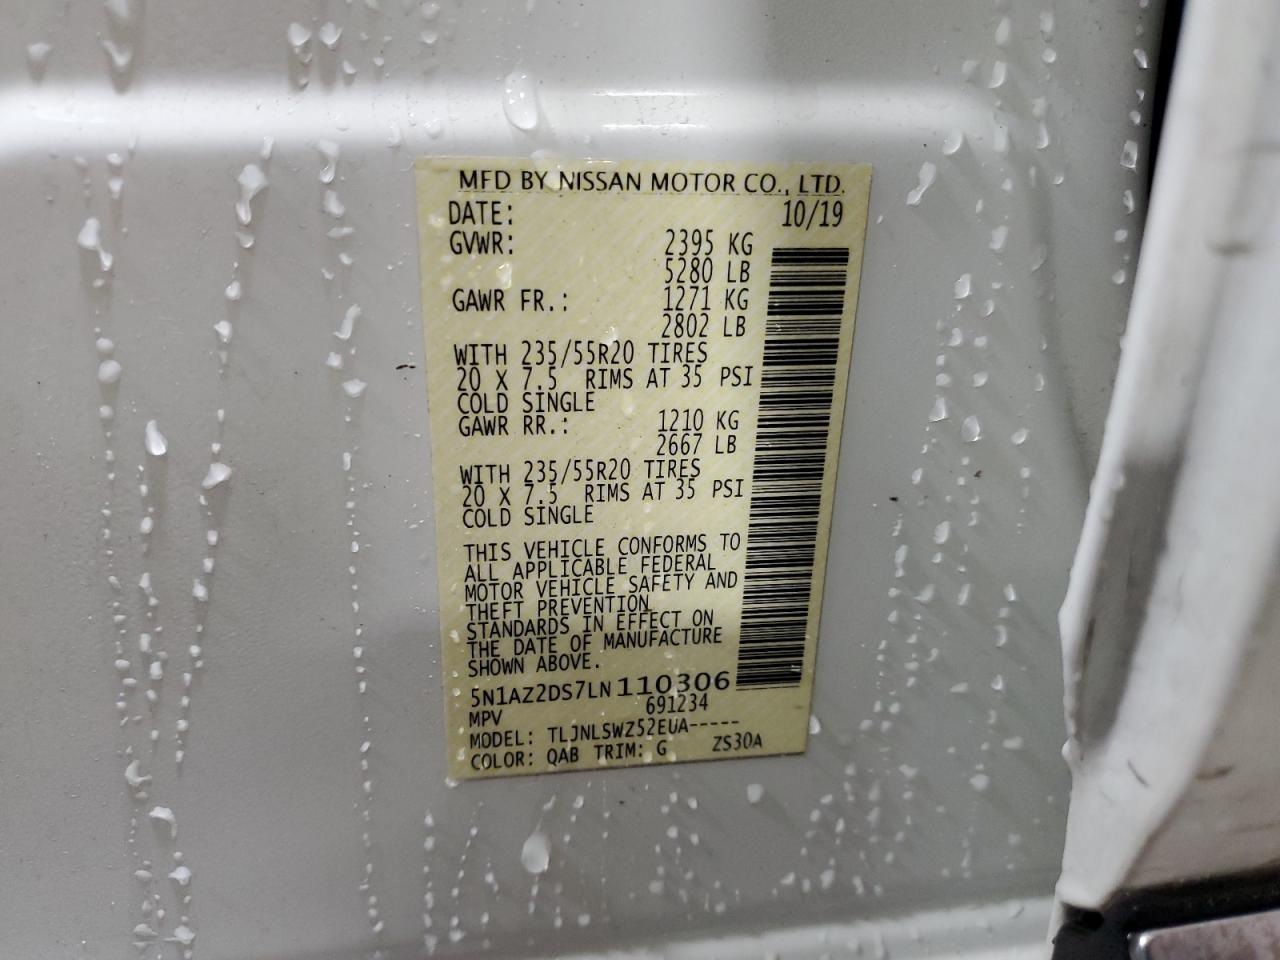 MFD BY NISSAN MOTOR CO., LTD.
DATE: 10/19
GVWR: 2395 KG
5280 LB
GAWR FR.: 1271 KG
2802 LB
WITH 235/55R20 TIRES
20 X 7.5 RIMS AT 35 PSI
COLD SINGLE
GAWR RR.: 1210 KG
2667 LB
WITH 235/55R20 TIRES
20 X 7.5 RIMS AT 35 PSI
COLD SINGLE
THIS VEHICLE CONFORMS TO
ALL APPLICABLE FEDERAL
MOTOR VEHICLE SAFETY AND
THEFT PREVENTION
STANDARDS IN EFFECT ON
THE DATE OF MANUFACTURE
SHOWN ABOVE.
5N1AZ2DS7LN110306
MPV 691234
MODEL: TLJNLSWZ52EUA-----
COLOR: QAB TRIM: G ZS30A